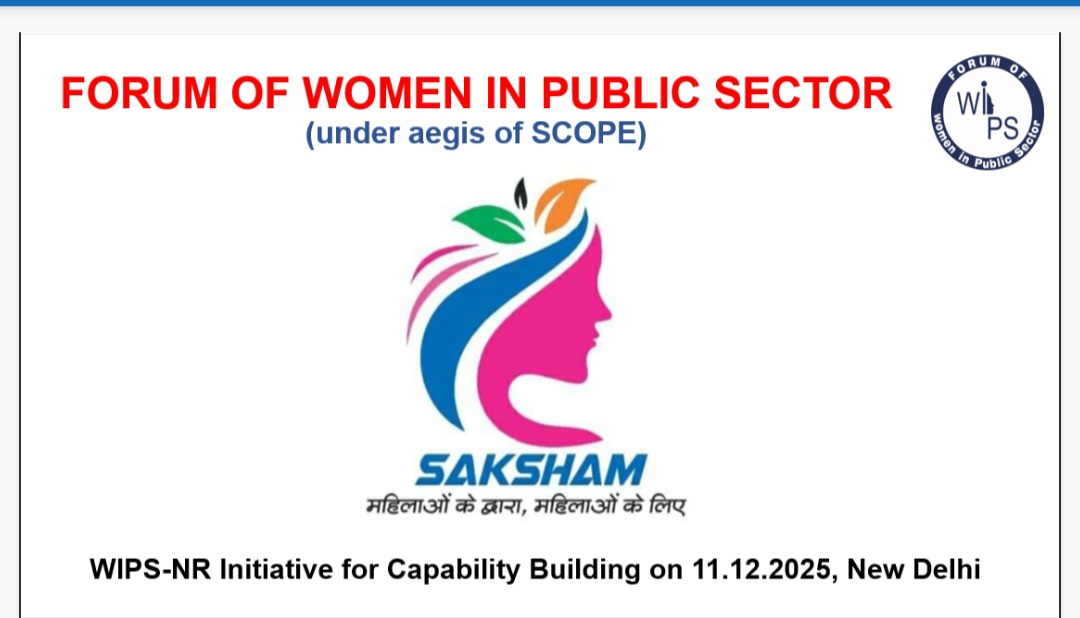 FORUM OF WOMEN IN PUBLIC SECTOR
(under aegis of SCOPE)
FORUM OF
WIPS
Women in Public Sector
SAKSHAM
महिलाओं के द्वारा, महिलाओं के लिए
WIPS-NR Initiative for Capability Building on 11.12.2025, New Delhi